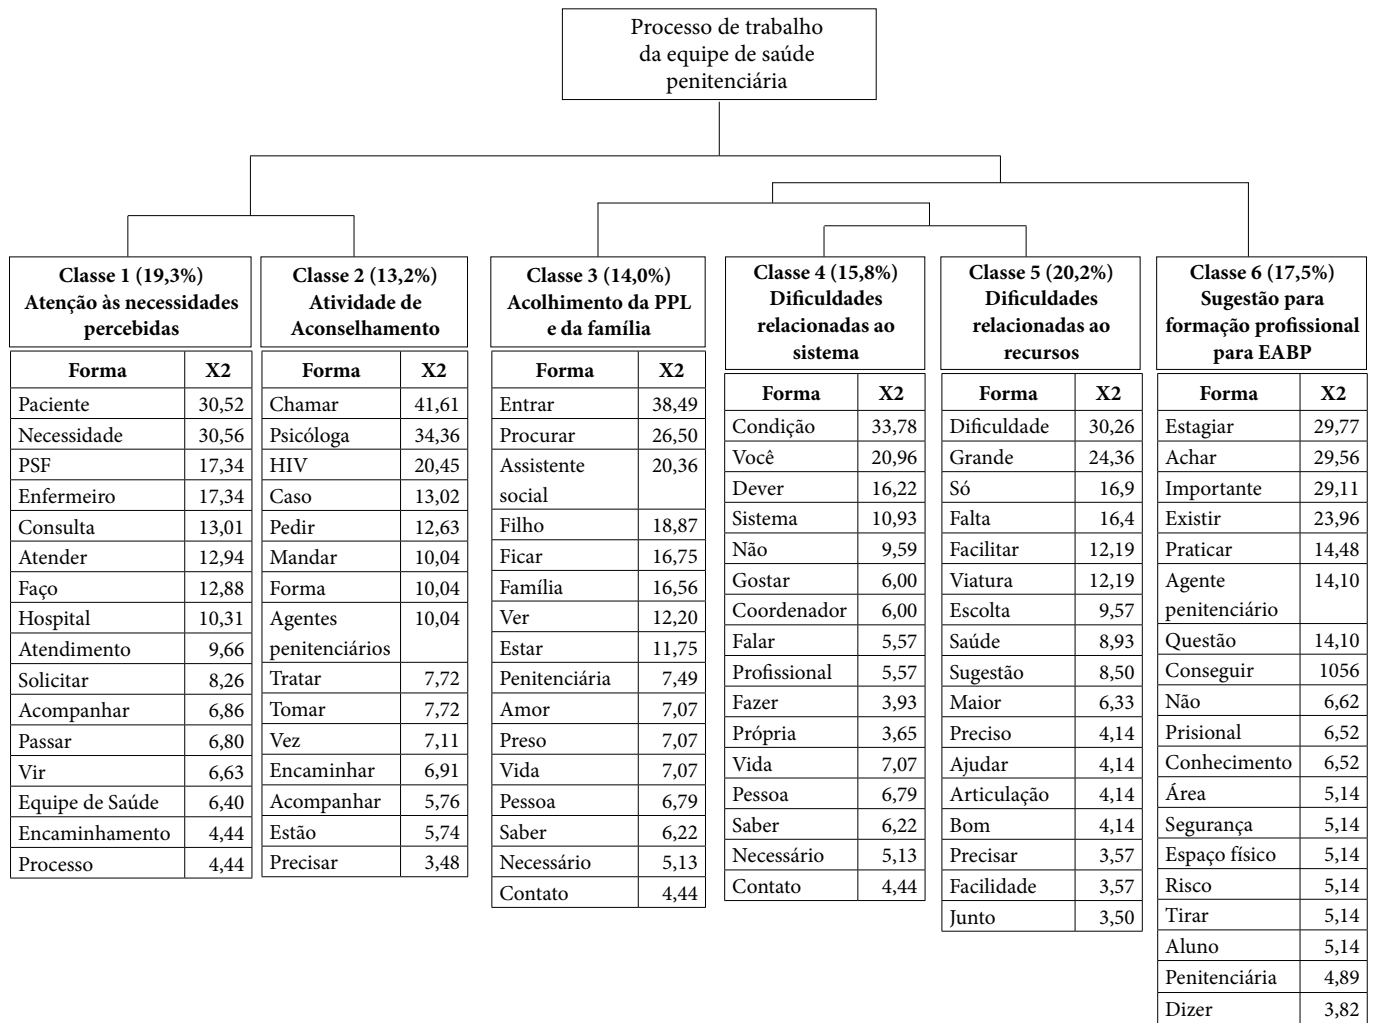 Processo de trabalho
da equipe de saúde
penitenciária
Classe 1 (19,3%)
Atenção às necessidades
percebidas
Forma X2
Paciente 30,52
Necessidade 30,56
PSF 17,34
Enfermeiro 17,34
Consulta 13,01
Atender 12,94
Faço 12,88
Hospital 10,31
Atendimento 9,66
Solicitar 8,26
Acompanhar 6,86
Passar 6,80
Vir 6,63
Equipe de Saúde 6,40
Encaminhamento 4,44
Processo 4,44
Classe 2 (13,2%)
Atividade de
Aconselhamento
Forma X2
Chamar 41,61
Psicóloga 34,36
HIV 20,45
Caso 13,02
Pedir 12,63
Mandar 10,04
Forma 10,04
Agentes 10,04
penitenciários
Tratar 7,72
Tomar 7,72
Vez 7,11
Encaminhar 6,91
Acompanhar 5,76
Estão 5,74
Precisar 3,48
Classe 3 (14,0%)
Acolhimento da PPL
e da família
Forma X2
Entrar 38,49
Procurar 26,50
Assistente 20,36
social
Filho 18,87
Ficar 16,75
Família 16,56
Ver 12,20
Estar 11,75
Penitenciária 7,49
Amor 7,07
Preso 7,07
Vida 7,07
Pessoa 6,79
Saber 6,22
Necessário 5,13
Contato 4,44
Classe 4 (15,8%)
Dificuldades
relacionadas ao
sistema
Forma X2
Condição 33,78
Você 20,96
Dever 16,22
Sistema 10,93
Não 9,59
Gostar 6,00
Coordenador 6,00
Falar 5,57
Profissional 5,57
Fazer 3,93
Própria 3,65
Vida 7,07
Pessoa 6,79
Saber 6,22
Necessário 5,13
Contato 4,44
Classe 5 (20,2%)
Dificuldades
relacionadas ao
recursos
Forma X2
Dificuldade 30,26
Grande 24,36
Só 16,9
Falta 16,4
Facilitar 12,19
Viatura 12,19
Escolta 9,57
Saúde 8,93
Sugestão 8,50
Maior 6,33
Preciso 4,14
Ajudar 4,14
Articulação 4,14
Bom 4,14
Precisar 3,57
Facilidade 3,57
Junto 3,50
Classe 6 (17,5%)
Sugestão para
formação profissional
para EABP
Forma X2
Estagiar 29,77
Achar 29,56
Importante 29,11
Existir 23,96
Praticar 14,48
Agente 14,10
penitenciário
Questão 14,10
Conseguir 1056
Não 6,62
Prisional 6,52
Conhecimento 6,52
Área 5,14
Segurança 5,14
Espaço físico 5,14
Risco 5,14
Tirar 5,14
Aluno 5,14
Penitenciária 4,89
Dizer 3,82